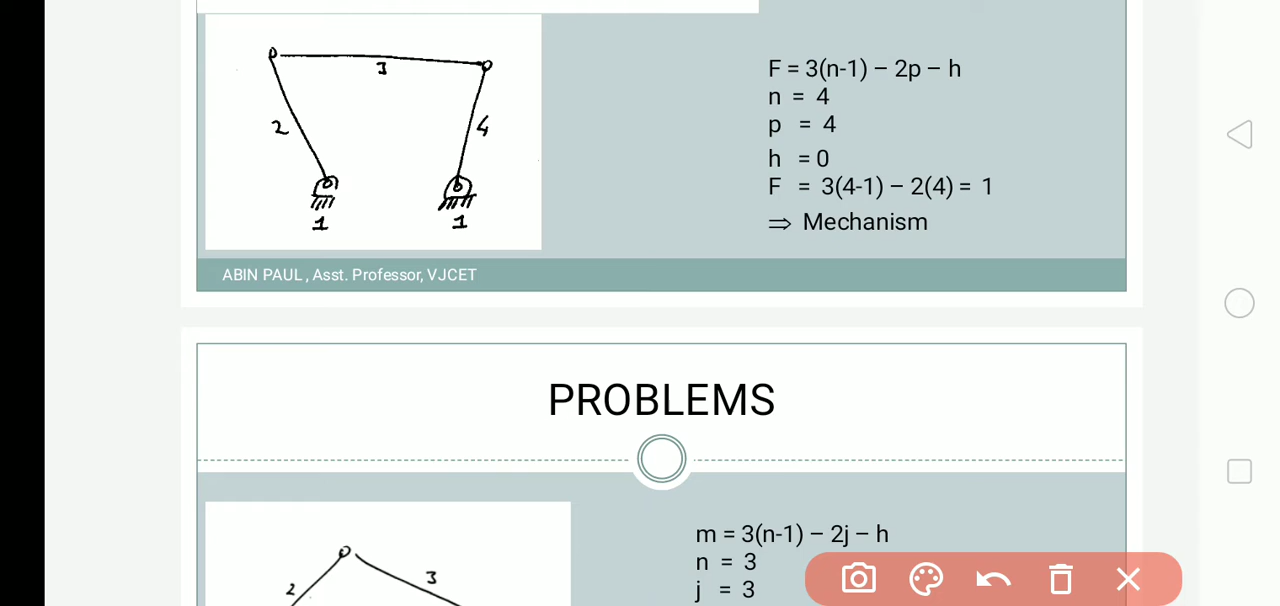 3
2
4
1
1
F = 3(n-1) – 2p – h
n = 4
p = 4
h = 0
F = 3(4-1) – 2(4) = 1
⇒ Mechanism
ABIN PAUL , Asst. Professor, VJCET
PROBLEMS
2
3
m = 3(n-1) – 2j – h
n = 3
j = 3